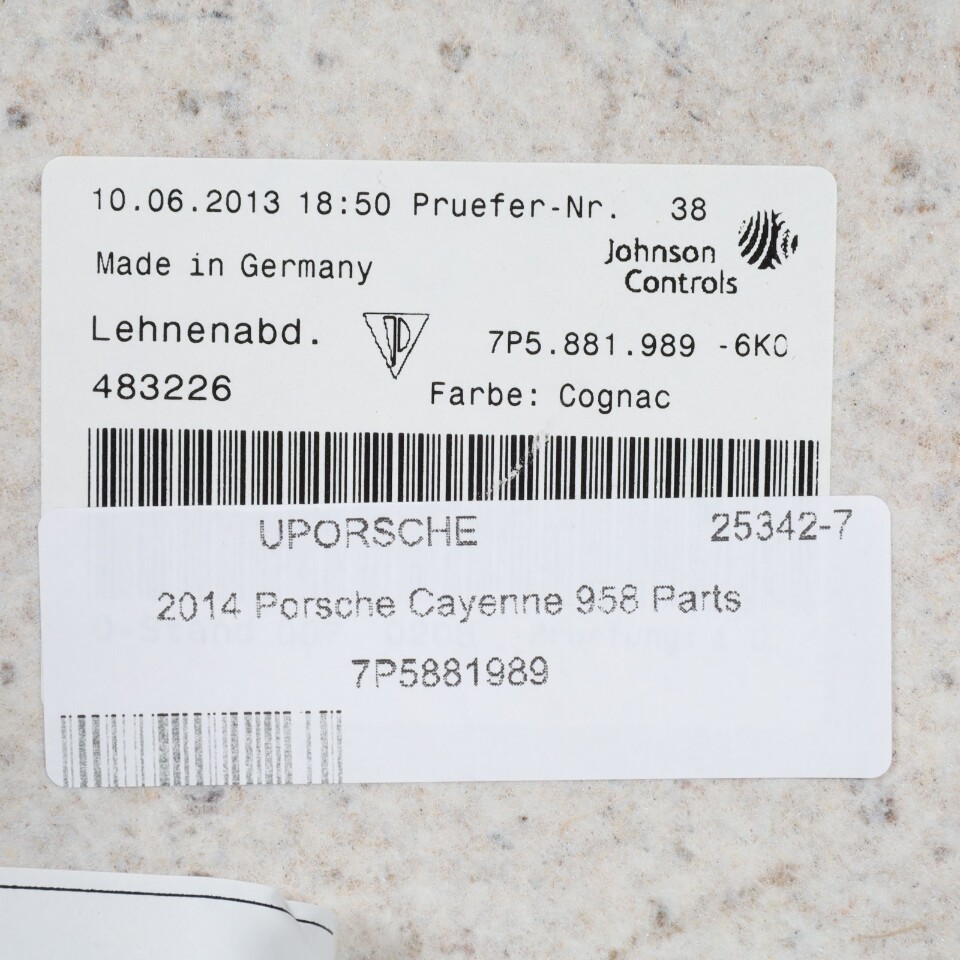 10.06.2013 18:50 Pruefer-Nr. 38
Johnson
Controls
Made in Germany
Lehnenabd.
7P5.881.989 -6K0
483226
Farbe: Cognac
UPORSCHE 25342-7
2014 Porsche Cayenne 958 Parts
7P5881989